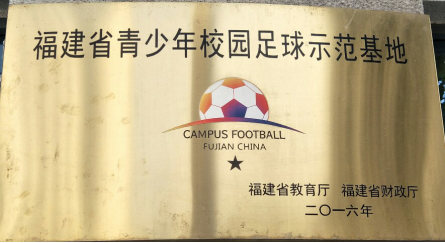 福建省青少年校园足球示范基地
CAMPUS FOOTBALL
FUJIAN CHINA
福建省教育厅 福建省财政厅
二〇一六年